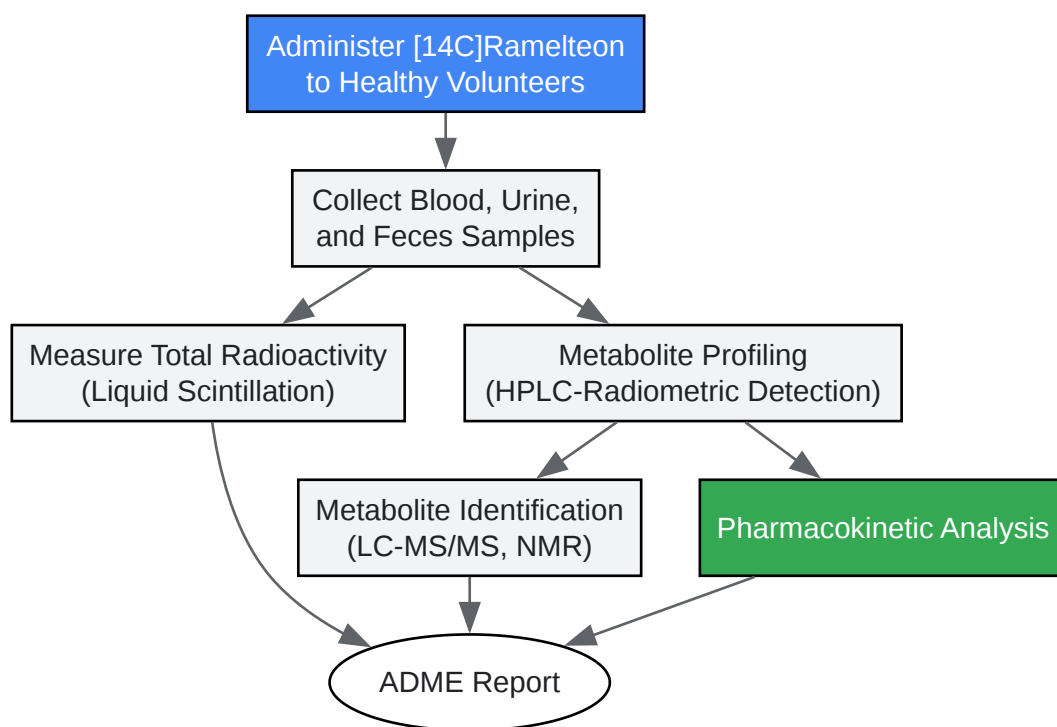 Administer [14C]Ramelteon
to Healthy Volunteers
Collect Blood, Urine,
and Feces Samples
Measure Total Radioactivity
(Liquid Scintillation)
Metabolite Profiling
(HPLC-Radiometric Detection)
Metabolite Identification
(LC-MS/MS, NMR)
Pharmacokinetic Analysis
ADME Report